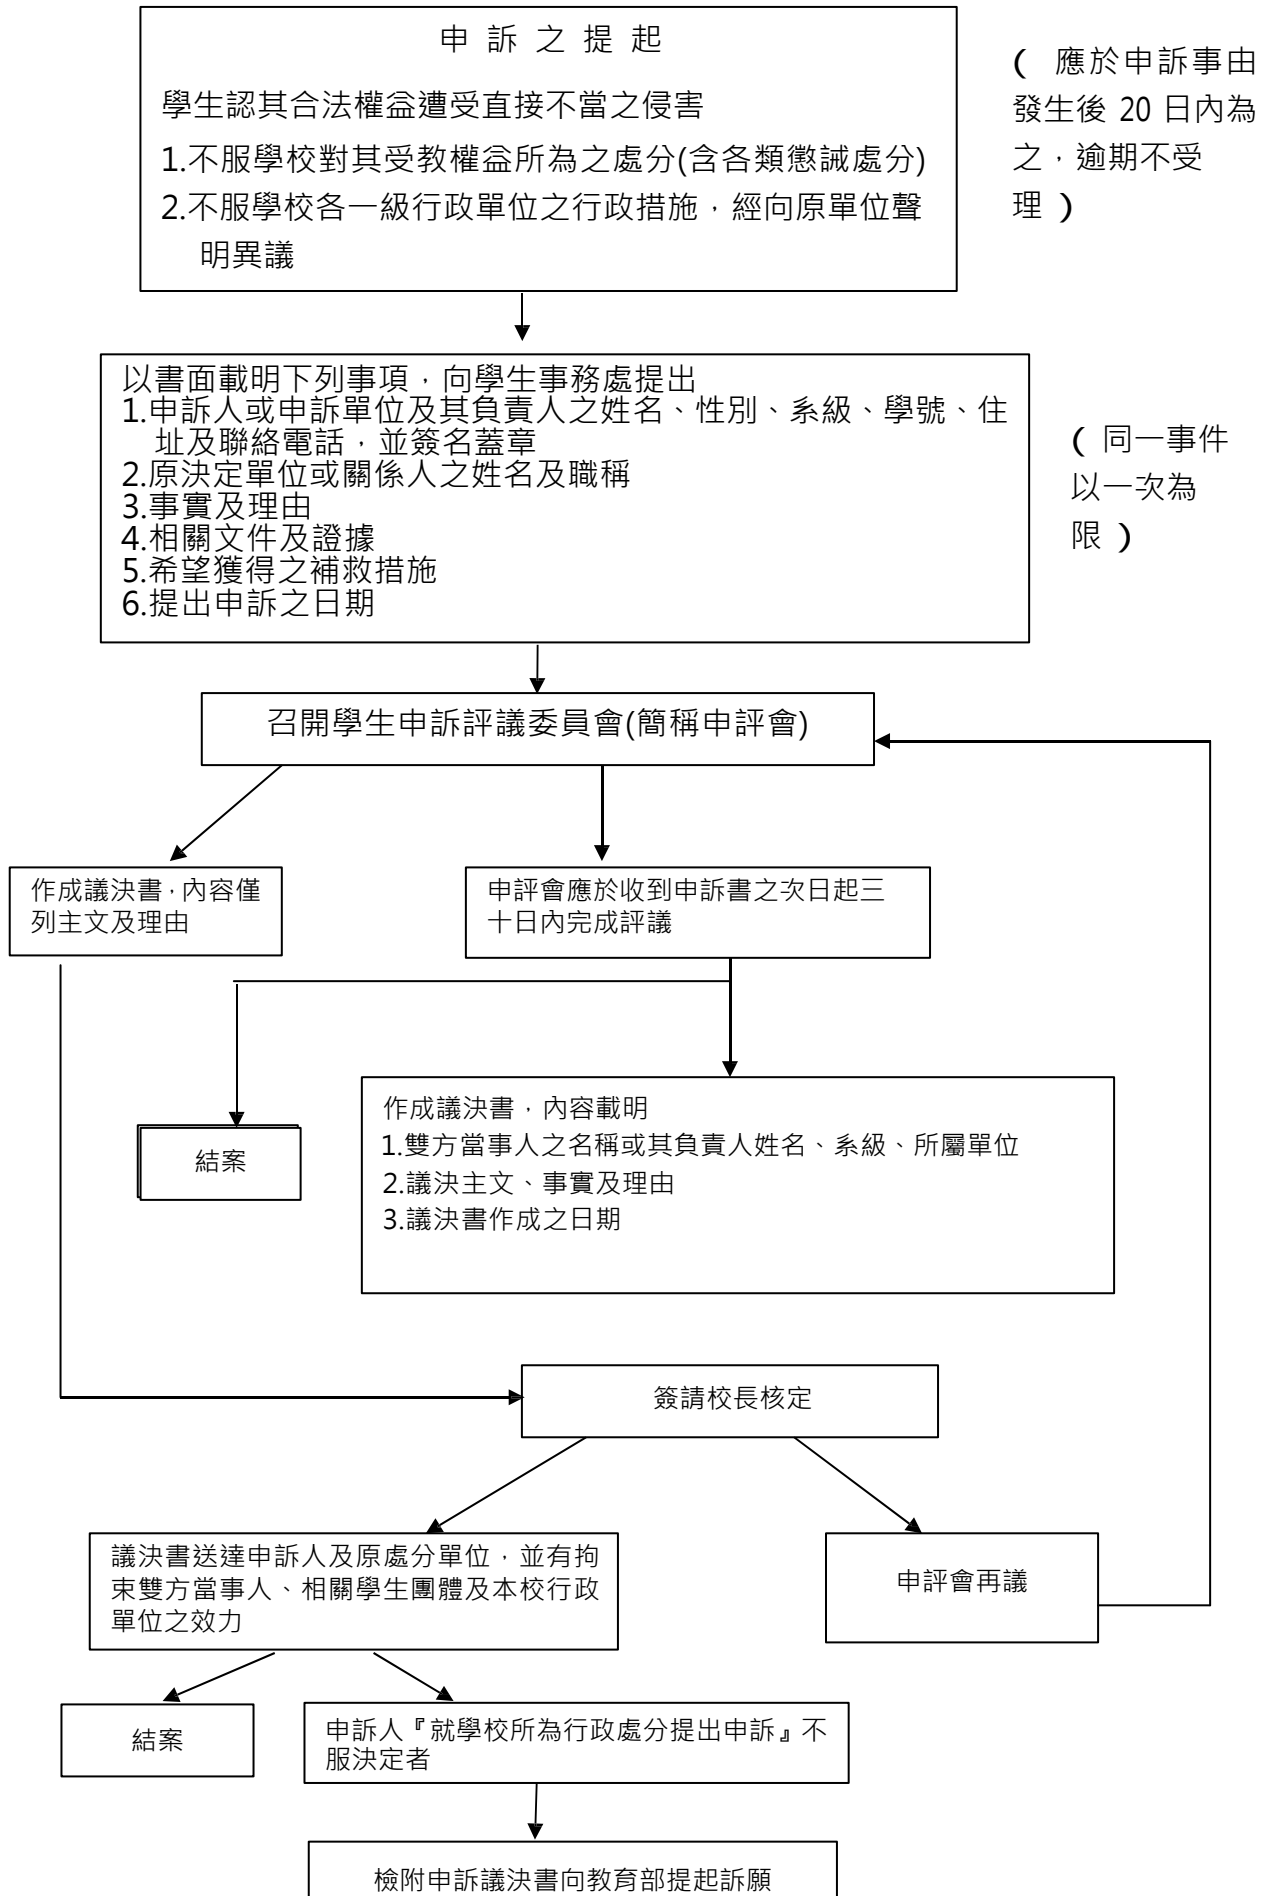 申 訴 之 提 起
學生認其合法權益遭受直接不當之侵害
1.不服學校對其受教權益所為之處分(含各類懲誡處分)
2.不服學校各一級行政單位之行政措施，經向原單位聲
明異議
( 應於申訴事由
發生後 20 日內為
之，逾期不受
理 )
以書面載明下列事項，向學生事務處提出
1.申訴人或申訴單位及其負責人之姓名、性別、系級、學號、住
址及聯絡電話，並簽名蓋章
2.原決定單位或關係人之姓名及職稱
3.事實及理由
4.相關文件及證據
5.希望獲得之補救措施
6.提出申訴之日期
( 同一事件
以一次為
限 )
召開學生申訴評議委員會(簡稱申評會)
作成議決書，內容僅
列主文及理由
申評會應於收到申訴書之次日起三
十日內完成評議
結案
作成議決書，內容載明
1.雙方當事人之名稱或其負責人姓名、系級、所屬單位
2.議決主文、事實及理由
3.議決書作成之日期
簽請校長核定
議決書送達申訴人及原處分單位，並有拘
束雙方當事人、相關學生團體及本校行政
單位之效力
申評會再議
結案
申訴人『就學校所為行政處分提出申訴』不
服決定者
檢附申訴議決書向教育部提起訴願